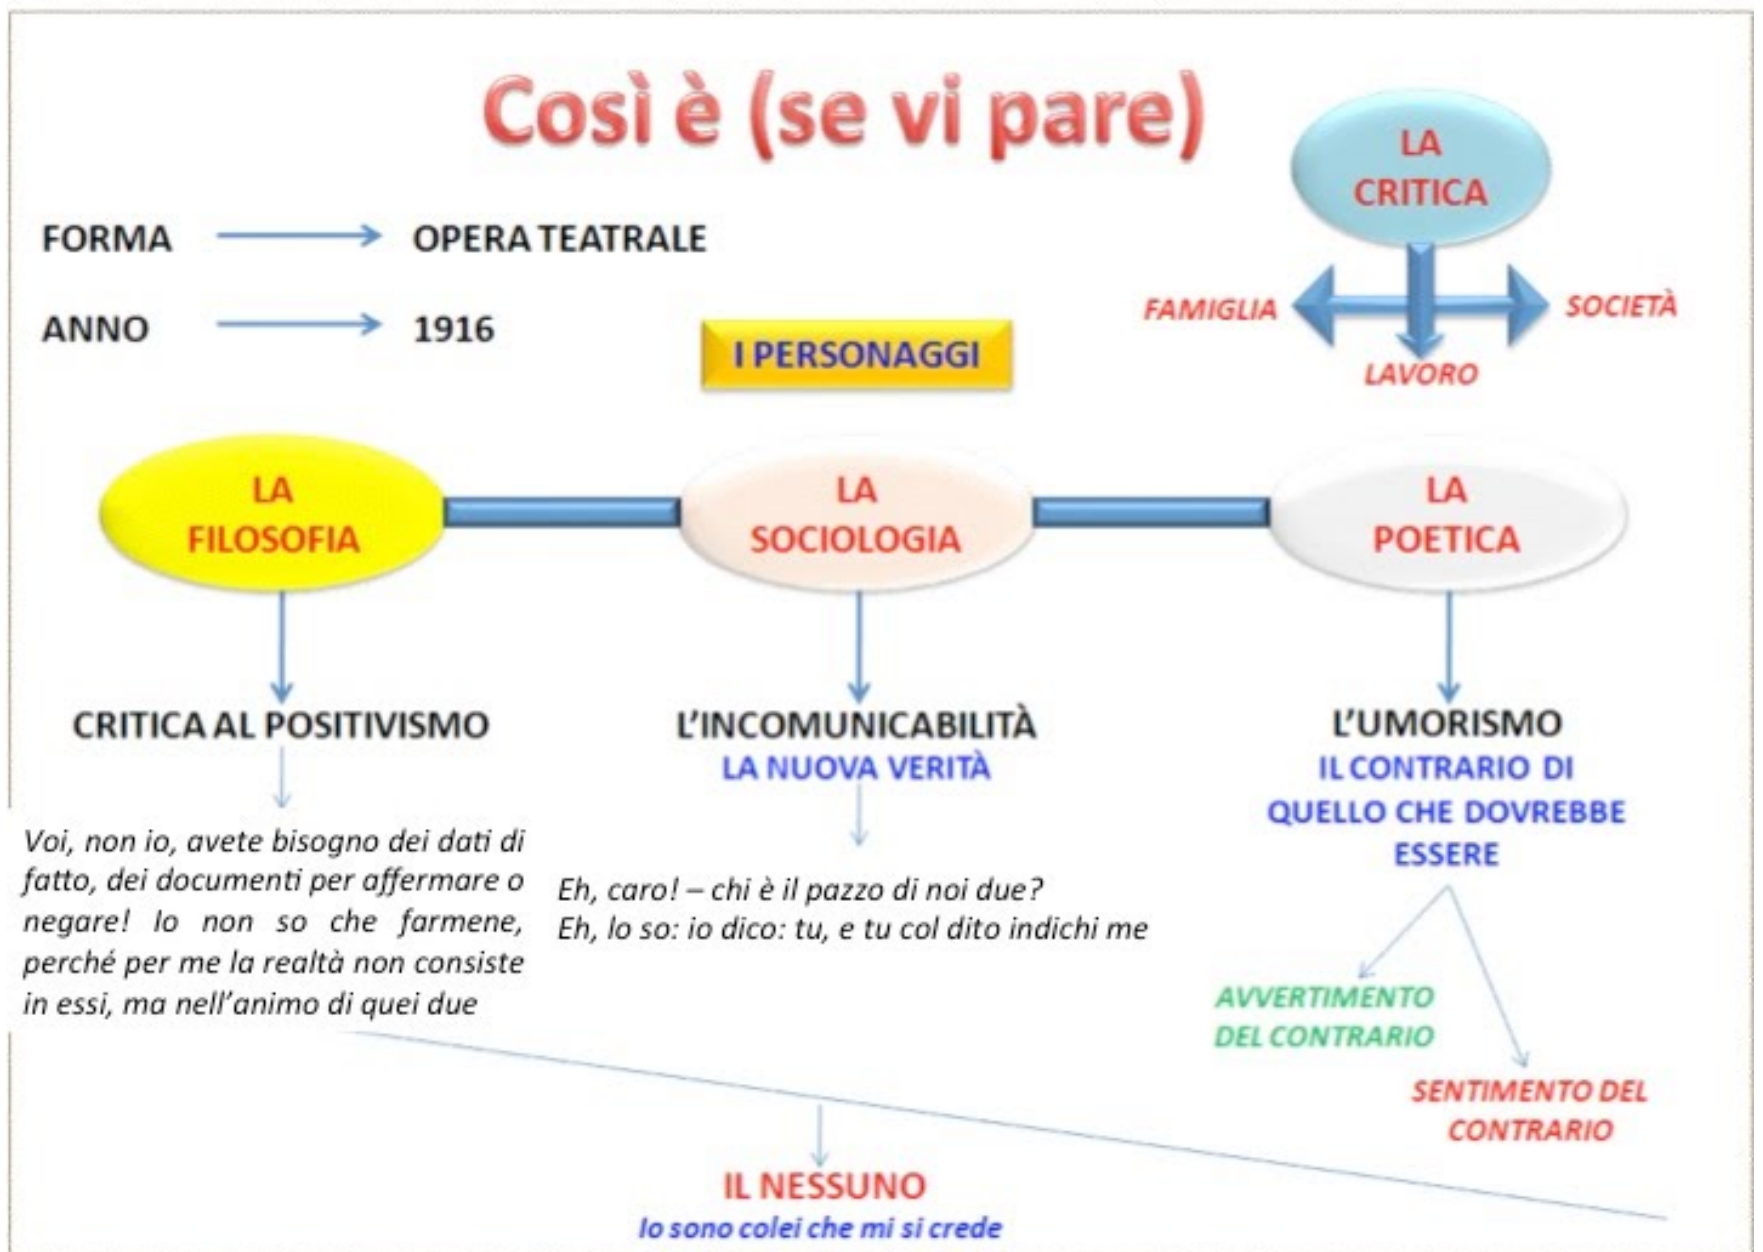 Così è (se vi pare)
LA
CRITICA
FORMA OPERA TEATRALE
ANNO 1916
FAMIGLIA SOCIETÀ
LAVORO
I PERSONAGGI
LA
FILOSOFIA
LA
SOCIOLOGIA
LA
POETICA
CRITICA AL POSITIVISMO
Voi, non io, avete bisogno dei dati di
fatto, dei documenti per affermare o
negare! Io non so che farmene,
perché per me la realtà non consiste
in essi, ma nell'animo di quei due
L'INCOMUNICABILITÀ
LA NUOVA VERITÀ
Eh, caro! – chi è il pazzo di noi due?
Eh, lo so: io dico: tu, e tu col dito indichi me
L'UMORISMO
IL CONTRARIO DI
QUELLO CHE DOVREBBE
ESSERE
AVVERTIMENTO
DEL CONTRARIO
SENTIMENTO DEL
CONTRARIO
IL NESSUNO
Io sono colei che mi si crede